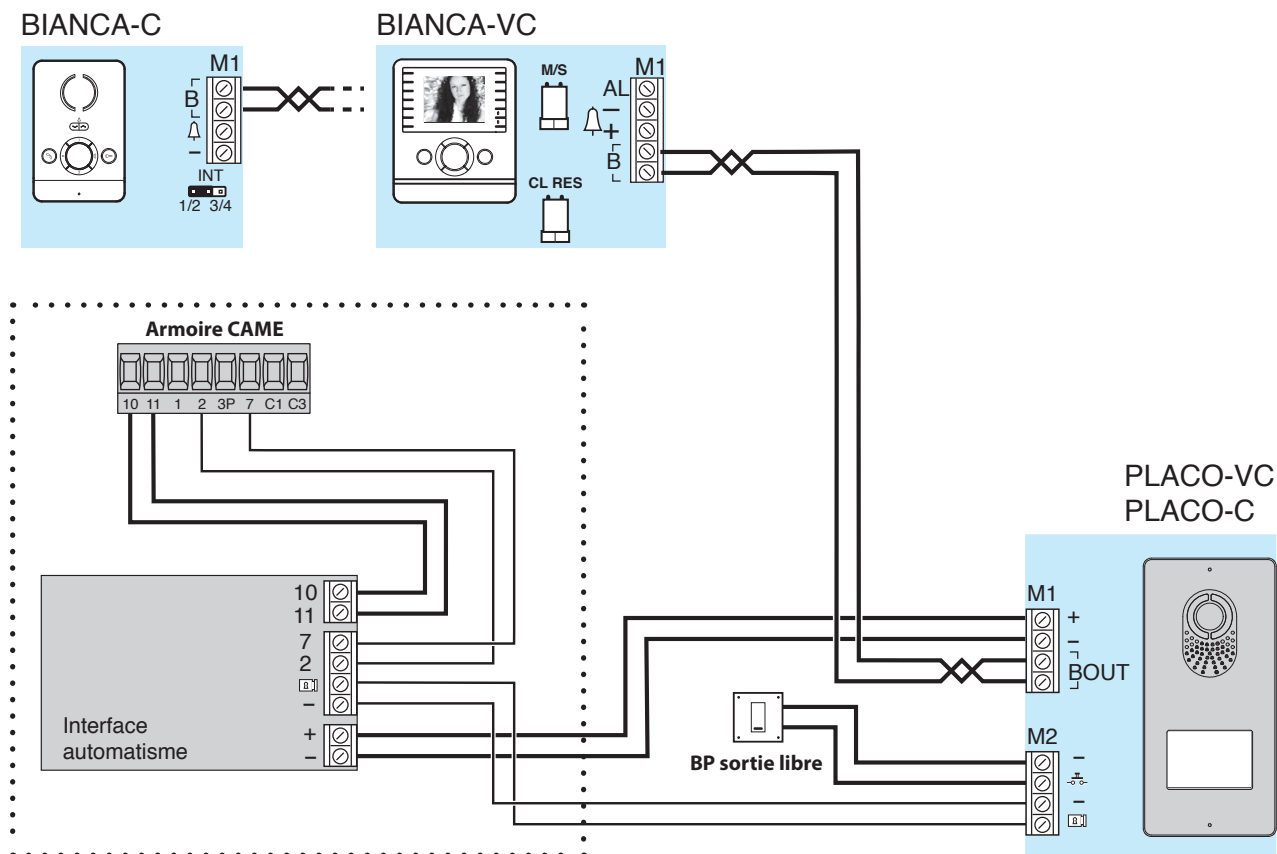 BIANCA-C
M1
B
–
INT
1/2 3/4
BIANCA-VC
M/S
CL RES
M1
AL
–
+
B
Armoire CAME
10 11 1 2 3P 7 C1 C3
Interface
automatisme
10
11
7
2
–
+
–
BP sortie libre
PLACO-VC
PLACO-C
M1
+
–
BOUT
M2
–
–